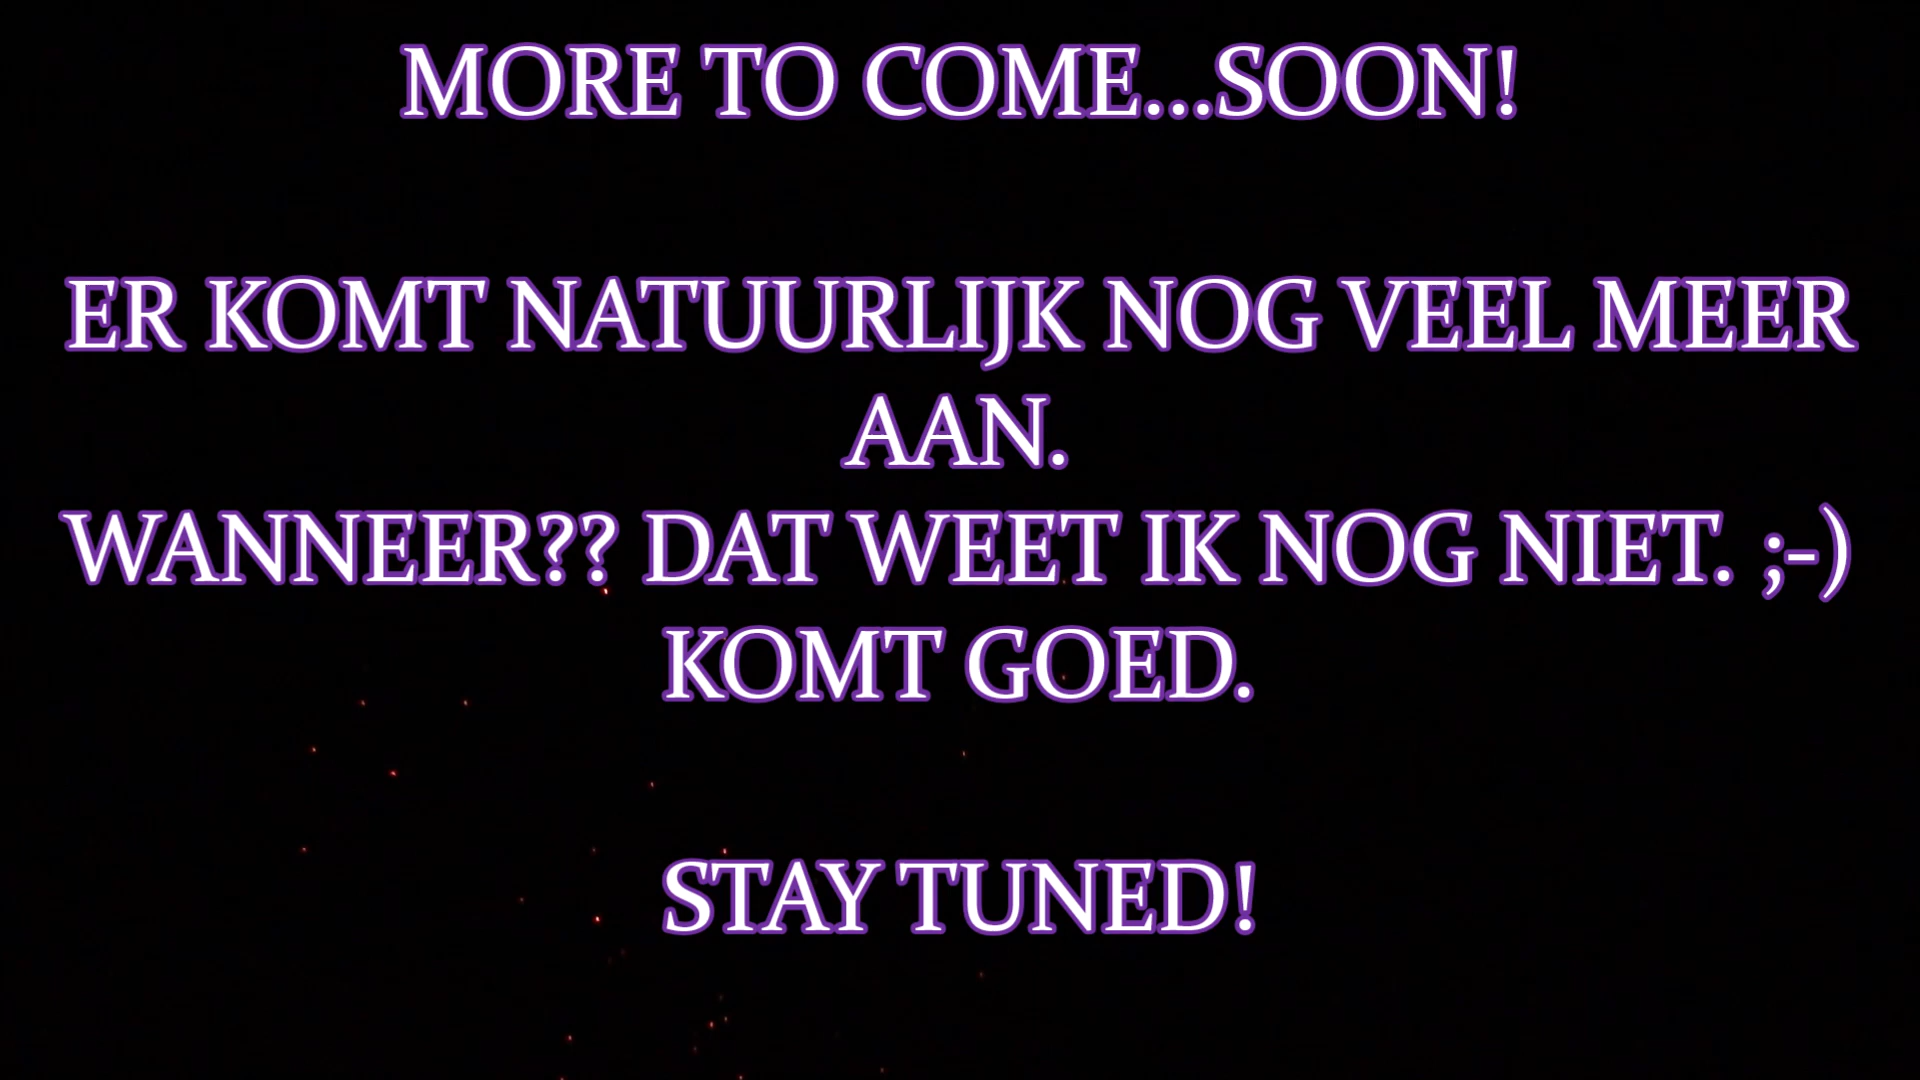 MORE TO COME...SOON!
ER KOMT NATUURLIJK NOG VEEL MEER
AAN.
WANNEER?? DAT WEET IK NOG NIET. ;-)
KOMT GOED.
STAY TUNED!